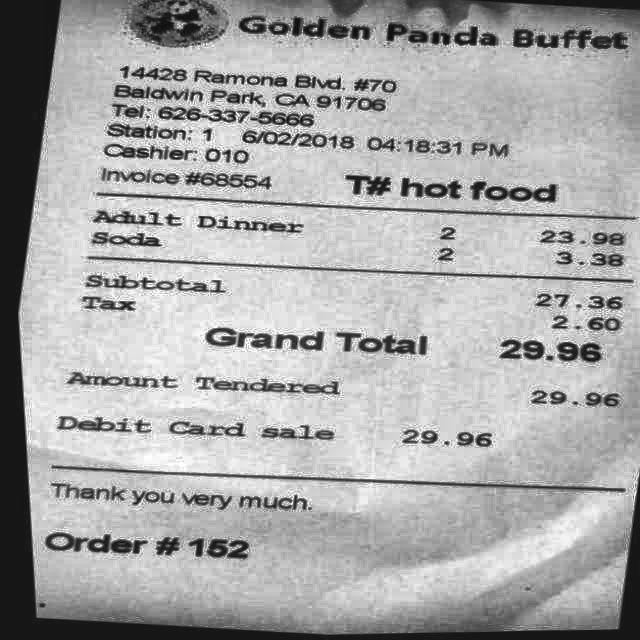 Golden Panda Buffet
14428 Ramona Blvd. #70
Baldwin Park, CA 91706
Tel: 626-337-5666
Station: 1 6/02/2018 04:18:31 PM
Cashier: 010
Invoice #68554 T# hot food
Adult Dinner 2 23.98
Soda 2 3.38
Subtotal 27.36
Tax 2.60
Grand Total 29.96
Amount Tendered 29.96
Debit Card sale 29.96
Thank you very much.
Order # 152